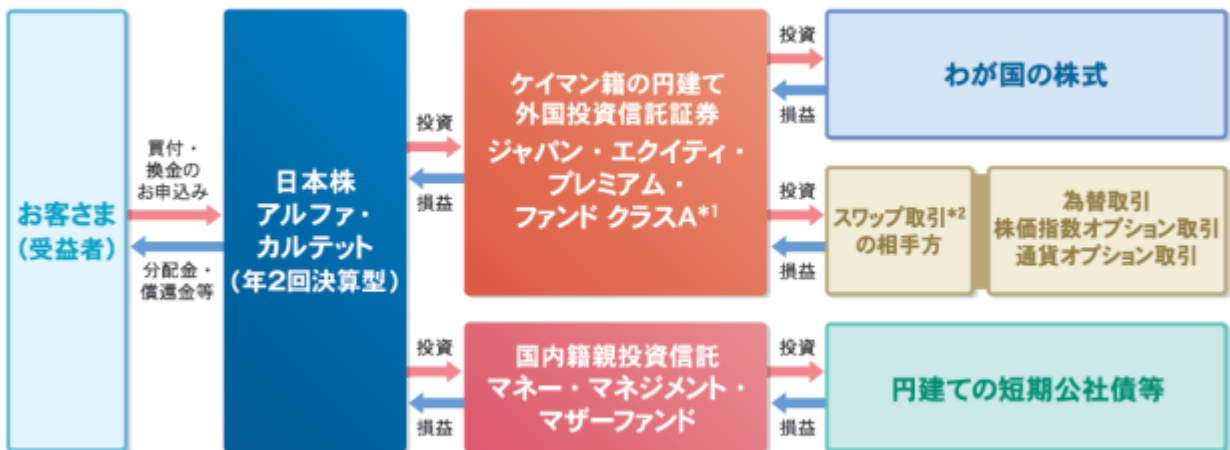 お客さま
(受益者)
買付・
換金の
お申込み
分配金・
償還金等
日本株
アルファ・
カルテット
(年2回決算型)
投資
損益
ケイマン籍の円建て
外国投資信託証券
ジャパン・エクイティ・
プレミアム・
ファンド クラスA*1
投資
損益
わが国の株式
投資
損益
スワップ取引*2
の相手方
為替取引
株価指数オプション取引
通貨オプション取引
投資
損益
国内籍親投資信託
マネー・マネジメント・
マザーファンド
投資
損益
円建ての短期公社債等